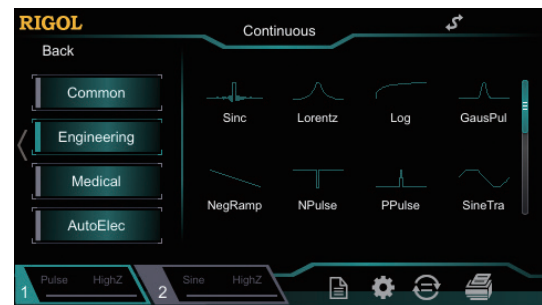 RIGOL
Continuous
Back
Common
Engineering
Medical
AutoElec
Sinc Lorentz Log GausPul
NegRamp NPulse PPulse SineTra
1 Pulse HighZ 2 Sine HighZ